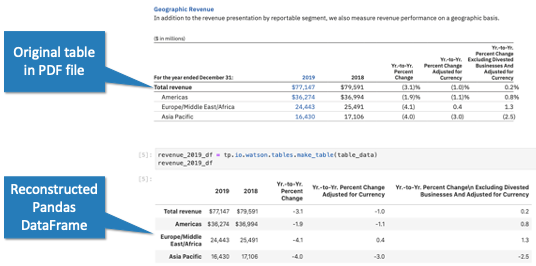 Geographic Revenue
In addition to the revenue presentation by reportable segment, we also measure revenue performance on a geographic basis.
Original table
in PDF file
($ in millions)
Yr.-to-Yr.
Percent Change
Yr.-to-Yr. Excluding Divested
Yr.-to-Yr. Percent Change Businesses And
Percent Adjusted for Adjusted for
For the year ended December 31: 2019 2018 Change Currency Currency
Total revenue $77,147 $79,591 (3.1)% (1.0)% 0.2%
Americas $36,274 $36,994 (1.9)% (1.1)% 0.8%
Europe/Middle East/Africa 24,443 25,491 (4.1) 0.4 1.3
Asia Pacific 16,430 17,106 (4.0) (3.0) (2.5)
[5]: revenue_2019_df = tp.io.watson.tables.make_table(table_data)
revenue_2019_df
[5]:
Reconstructed
Pandas
DataFrame
2019 2018 Yr.-to-Yr.
Percent
Change Yr.-to-Yr. Percent Change
Adjusted for Currency Yr.-to-Yr. Percent Change\n Excluding Divested
Businesses And Adjusted for Currency
Total revenue $77,147 $79,591 -3.1 -1.0 0.2
Americas $36,274 $36,994 -1.9 -1.1 0.8
Europe/Middle
East/Africa 24,443 25,491 -4.1 0.4 1.3
Asia Pacific 16,430 17,106 -4.0 -3.0 -2.5